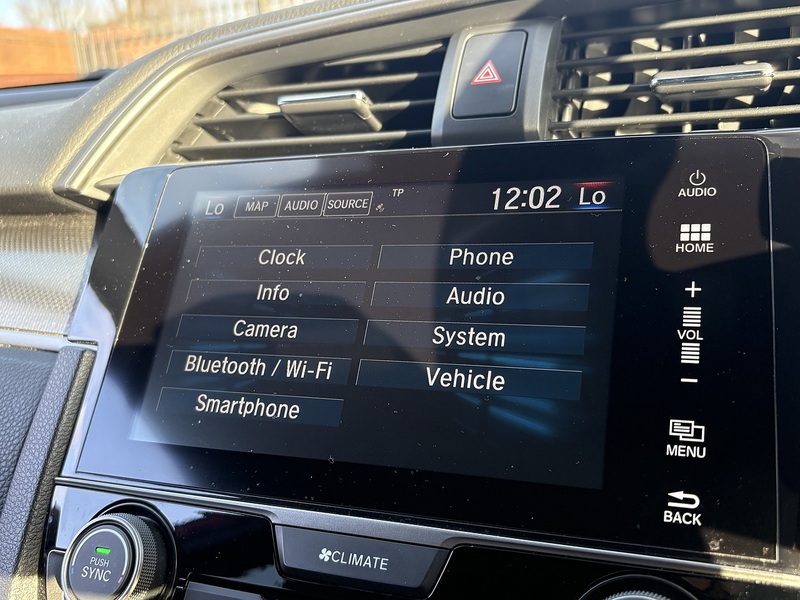 Lo MAP AUDIO SOURCE TP 12:02 Lo
Clock Phone
Info Audio
Camera System
Bluetooth / Wi-Fi Vehicle
Smartphone
AUDIO
HOME
+
VOL
−
MENU
BACK
PUSH
SYNC
CLIMATE